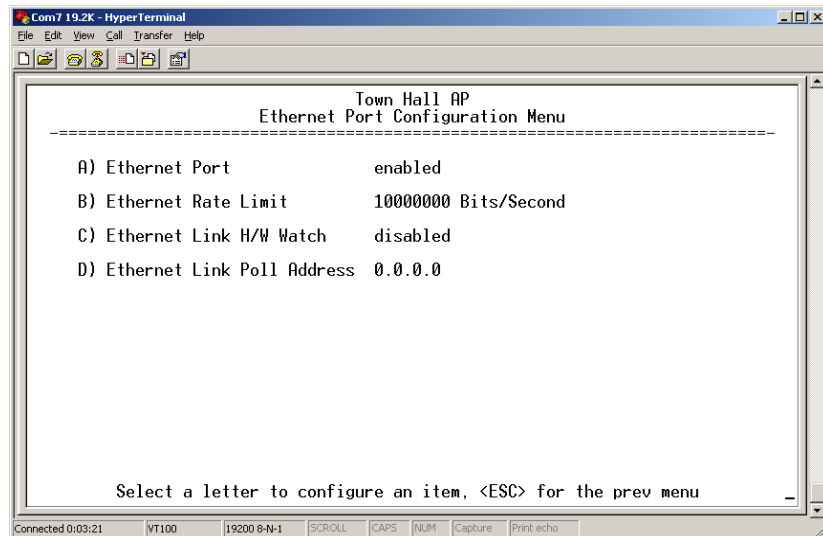 Com7 19.2K - HyperTerminal
File Edit View Call Transfer Help
Town Hall AP
Ethernet Port Configuration Menu
-==========================================================================-
A) Ethernet Port enabled
B) Ethernet Rate Limit 10000000 Bits/Second
C) Ethernet Link H/W Watch disabled
D) Ethernet Link Poll Address 0.0.0.0
Select a letter to configure an item, <ESC> for the prev menu _
Connected 0:03:21 VT100 19200 8-N-1 SCROLL CAPS NUM Capture Print echo